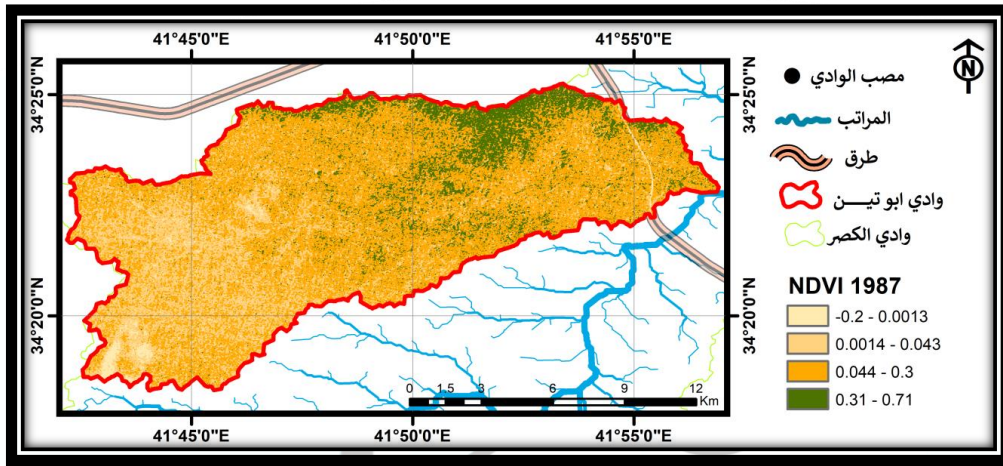 41°45'0"E 41°50'0"E 41°55'0"E
34°25'0"N 34°25'0"N
34°20'0"N 34°20'0"N
41°45'0"E 41°50'0"E 41°55'0"E
0 1.5 3 6 9 12
Km
N
مصب الوادي
المراتب
طرق
وادي ابو تيـــن
وادي الكصر
NDVI 1987
-0.2 - 0.0013
0.0014 - 0.043
0.044 - 0.3
0.31 - 0.71